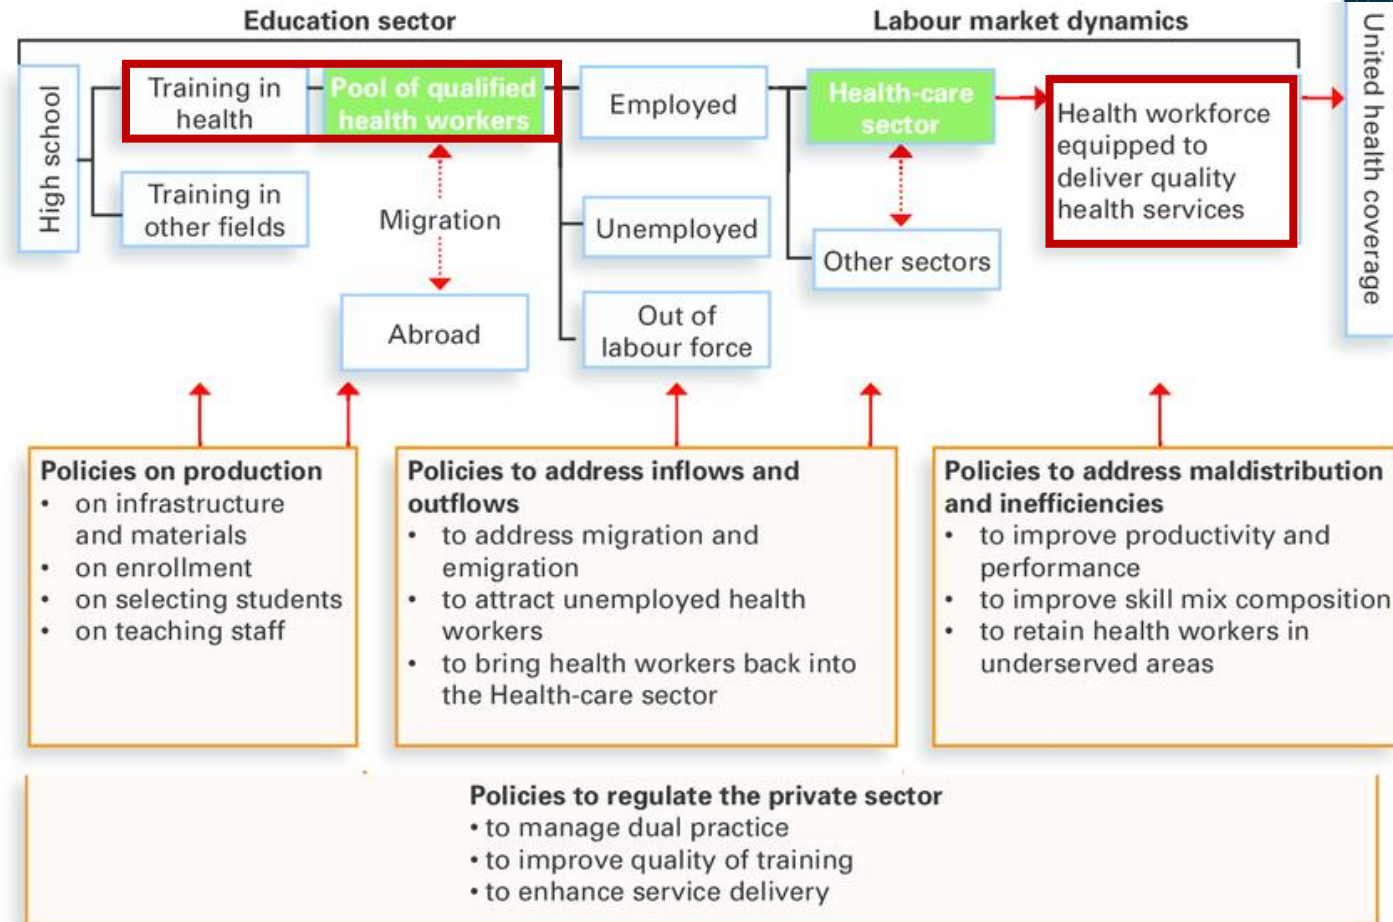 Education sector
Labour market dynamics
High school
Training in
health
Training in
other fields
Pool of qualified
health workers
Migration
Abroad
Employed
Unemployed
Out of
labour force
Health-care
sector
Other sectors
Health workforce
equipped to
deliver quality
health services
United health coverage
Policies on production
• on infrastructure
and materials
• on enrollment
• on selecting students
• on teaching staff
Policies to address inflows and
outflows
• to address migration and
emigration
• to attract unemployed health
workers
• to bring health workers back into
the Health-care sector
Policies to address maldistribution
and inefficiencies
• to improve productivity and
performance
• to improve skill mix composition
• to retain health workers in
underserved areas
Policies to regulate the private sector
• to manage dual practice
• to improve quality of training
• to enhance service delivery